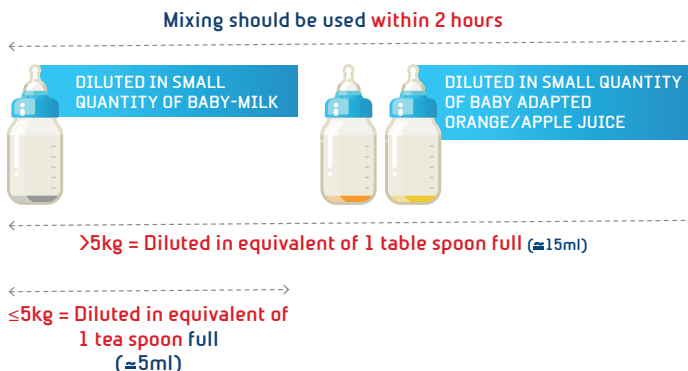 Mixing should be used within 2 hours
DILUTED IN SMALL
QUANTITY OF BABY-MILK
DILUTED IN SMALL QUANTITY
OF BABY ADAPTED
ORANGE/APPLE JUICE
>5kg = Diluted in equivalent of 1 table spoon full (≃15ml)
≤5kg = Diluted in equivalent of
1 tea spoon full
(≃5ml)